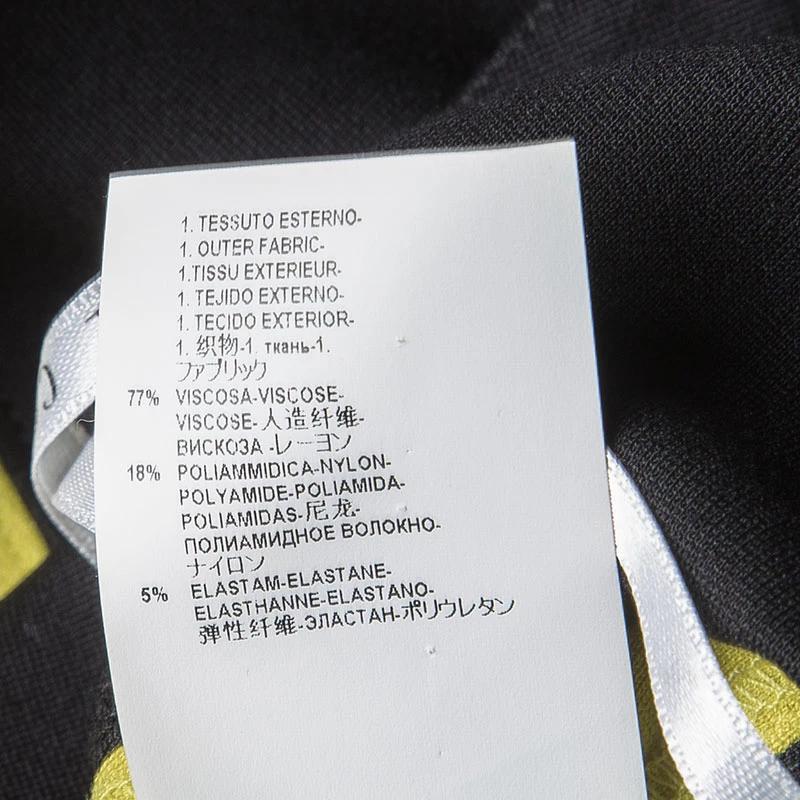 1. TESSUTO ESTERNO-
1. OUTER FABRIC-
1.TISSU EXTERIEUR-
1. TEJIDO EXTERNO-
1. TECIDO EXTERIOR-
1. 织物-1. ткань-1.
ファブリック
77% VISCOSA-VISCOSE-
VISCOSE-人造纤维-
ВИСКОЗА -レーヨン
18% POLIAMMIDICA-NYLON-
POLYAMIDE-POLIAMIDA-
POLIAMIDAS-尼龙-
ПОЛИАМИДНОЕ ВОЛОКНО-
ナイロン
5% ELASTAM-ELASTANE-
ELASTHANNE-ELASTANO-
弹性纤维-ЭЛАСТАН-ポリウレタン